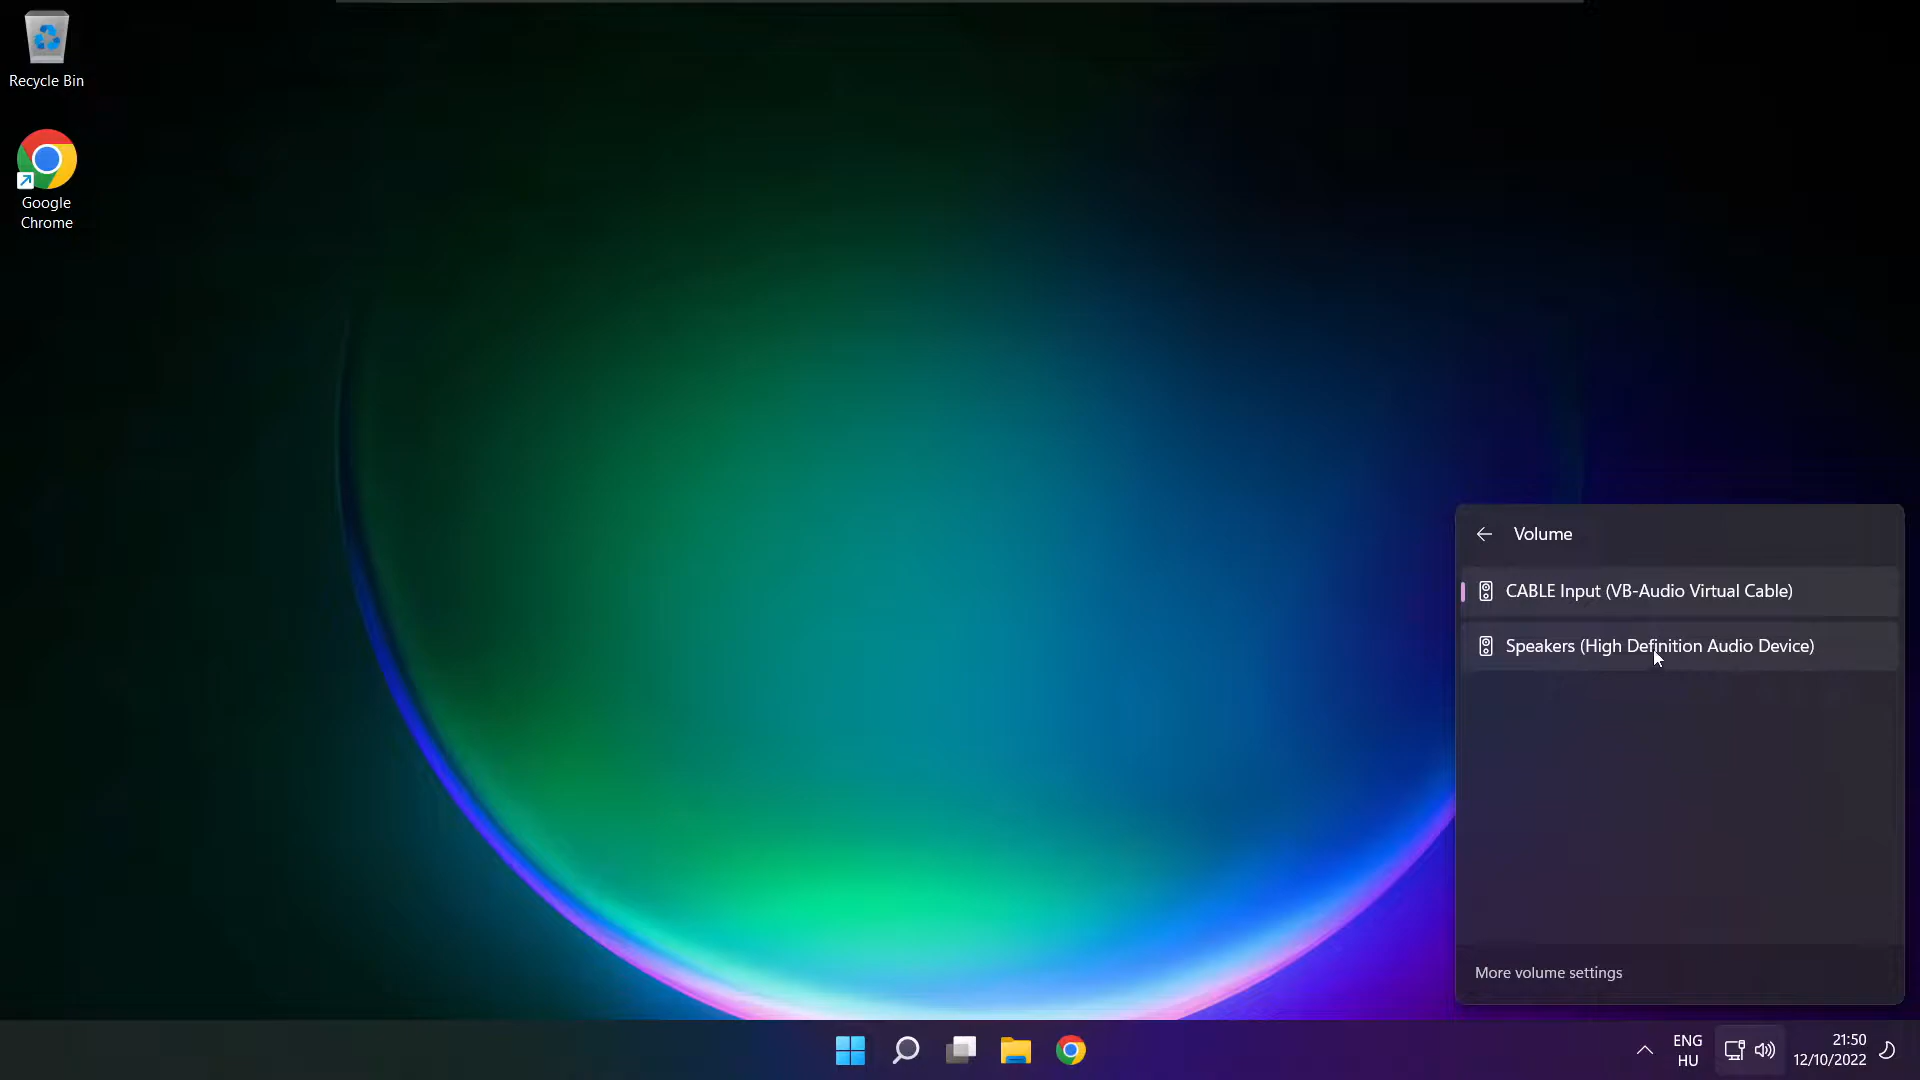 Recycle Bin
Google
Chrome
Volume
CABLE Input (VB-Audio Virtual Cable)
Speakers (High Definition Audio Device)
More volume settings
ENG
HU
21:50
12/10/2022